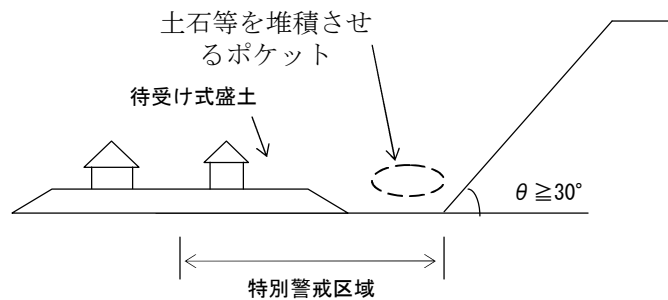 土石等を堆積させ
るポケット
待受け式盛土
θ≧30°
特別警戒区域